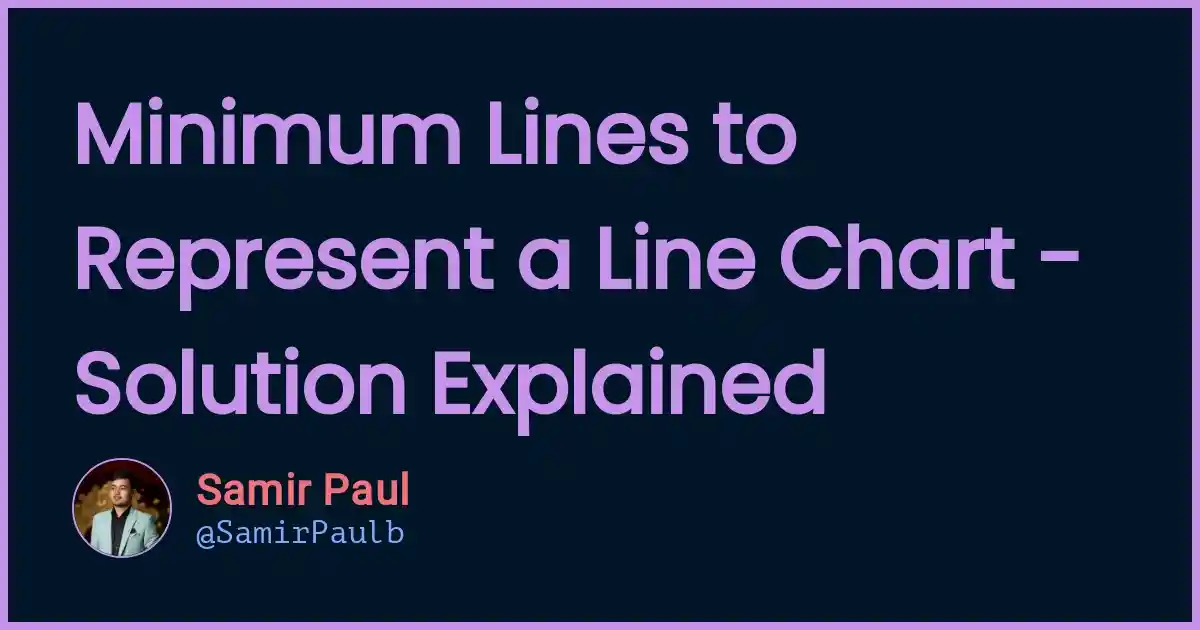 Minimum Lines to
Represent a Line Chart -
Solution Explained
Samir Paul
@SamirPaulb